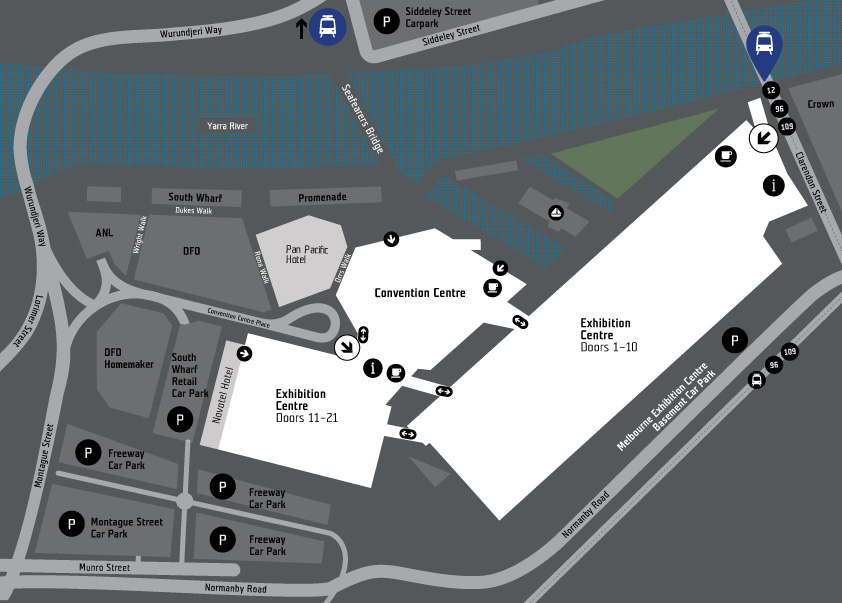 Wurundjeri Way
Siddeley Street
Carpark
P
Siddeley Street
12
96
109
Crown
Clarendon Street
Seafearers Bridge
Yarra River
Wurundjeri Way
South Wharf
Promenade
Dukes Walk
ANL
Wright Walk
DFO
Rona Walk
Pan Pacific
Hotel
Orrs Walk
Convention Centre
i
Exhibition
Centre
Doors 1-10
Lorimer Street
Convention Centre Place
DFO
Homemaker
South
Wharf
Retail
Car Park
P
Novotel Hotel
i
Exhibition
Centre
Doors 11-21
P
109
96
Melbourne Exhibition Centre
Basement Car Park
Montague Street
P
Freeway
Car Park
P
Freeway
Car Park
P
Montague Street
Car Park
P
Freeway
Car Park
Normanby Road
Munro Street
Normanby Road